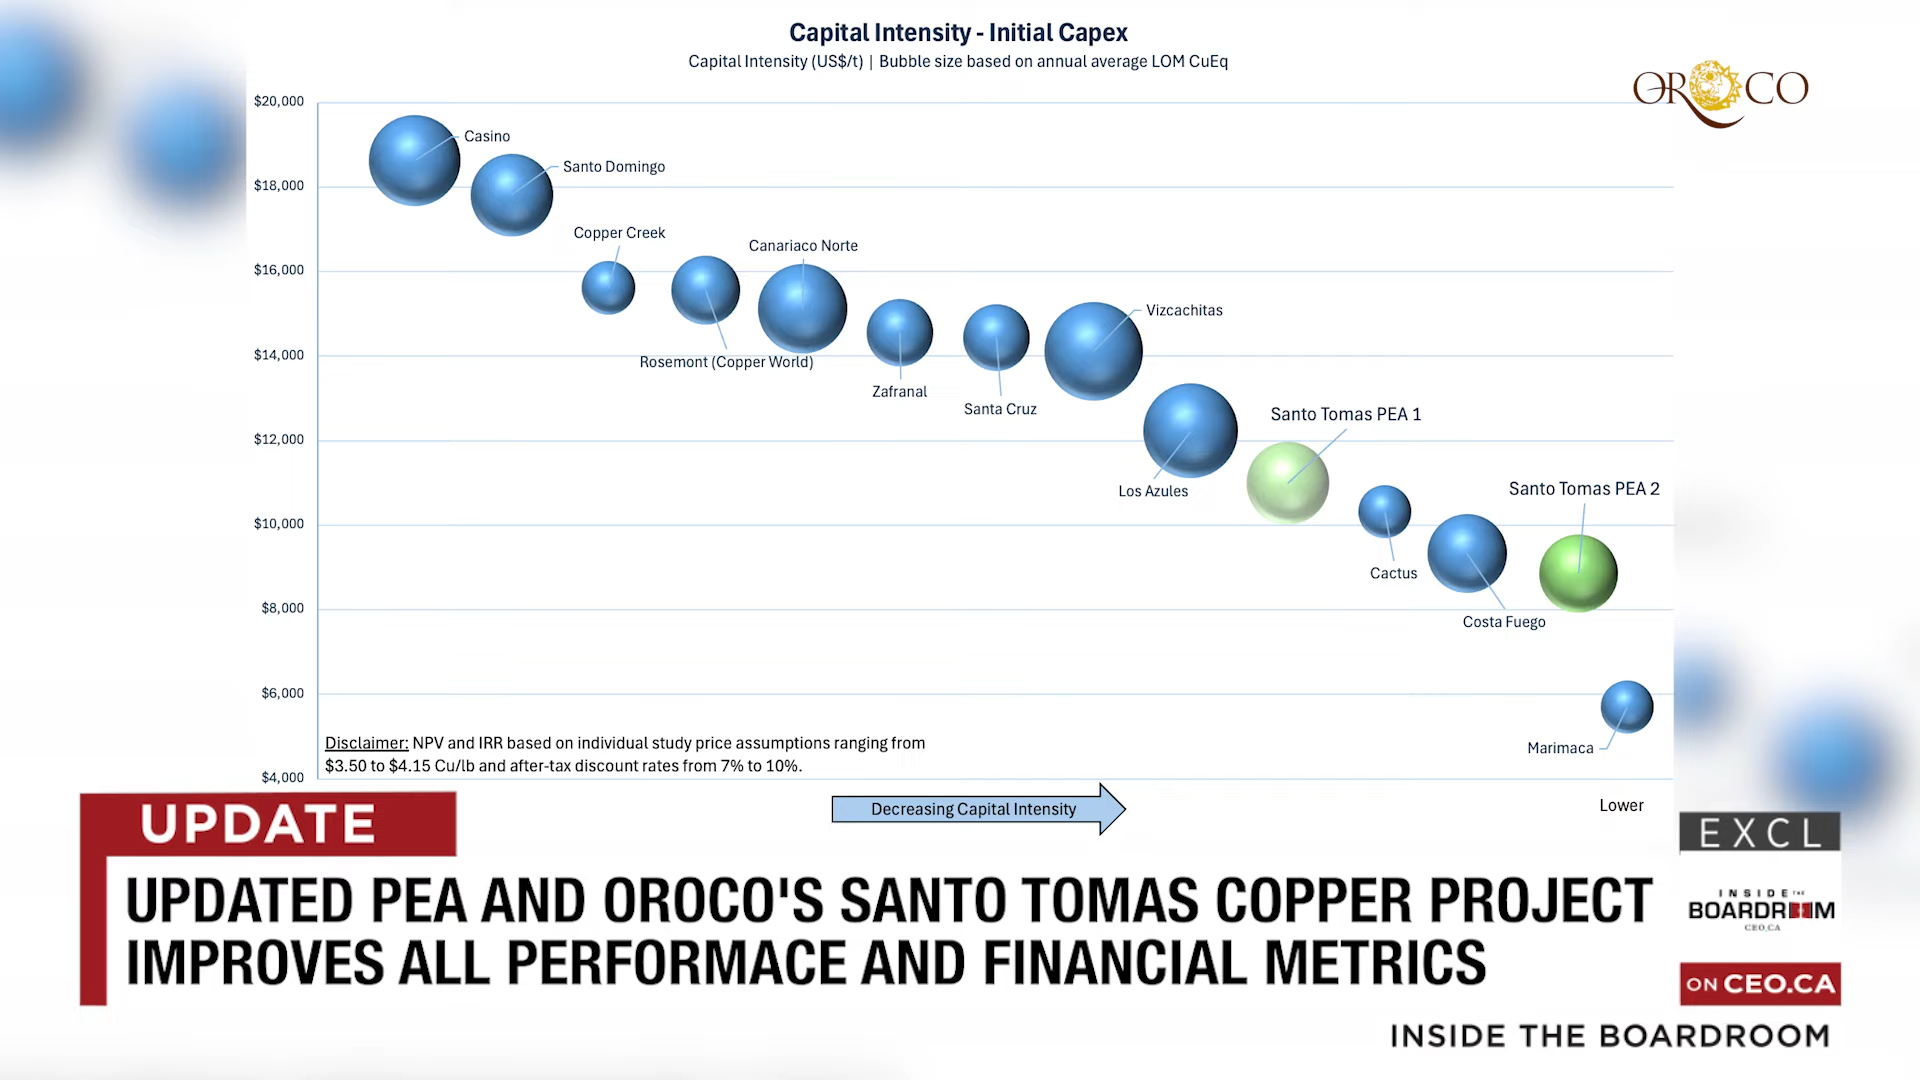 Capital Intensity - Initial Capex
Capital Intensity (US$/t) | Bubble size based on annual average LOM CuEq
OROCO
$20,000
$18,000
$16,000
$14,000
$12,000
$10,000
$8,000
$6,000
$4,000
Casino
Santo Domingo
Copper Creek
Canariaco Norte
Rosemont (Copper World)
Zafranal
Santa Cruz
Vizcachitas
Los Azules
Santo Tomas PEA 1
Cactus
Santo Tomas PEA 2
Costa Fuego
Marimaca
Disclaimer: NPV and IRR based on individual study price assumptions ranging from
$3.50 to $4.15 Cu/lb and after-tax discount rates from 7% to 10%.
Decreasing Capital Intensity
Lower
UPDATE
UPDATED PEA AND OROCO'S SANTO TOMAS COPPER PROJECT
IMPROVES ALL PERFORMACE AND FINANCIAL METRICS
EXCL
INSIDE THE
BOARDROOM
CEO.CA
ON CEO.CA
INSIDE THE BOARDROOM